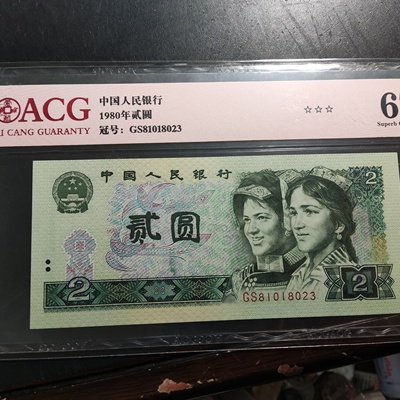 ACG
I CANG GUARANTY
中国人民银行
1980年贰圆
冠号: GS81018023
☆☆☆
6
Superb
中国人民银行
贰圆
2
2
2
GS81018023